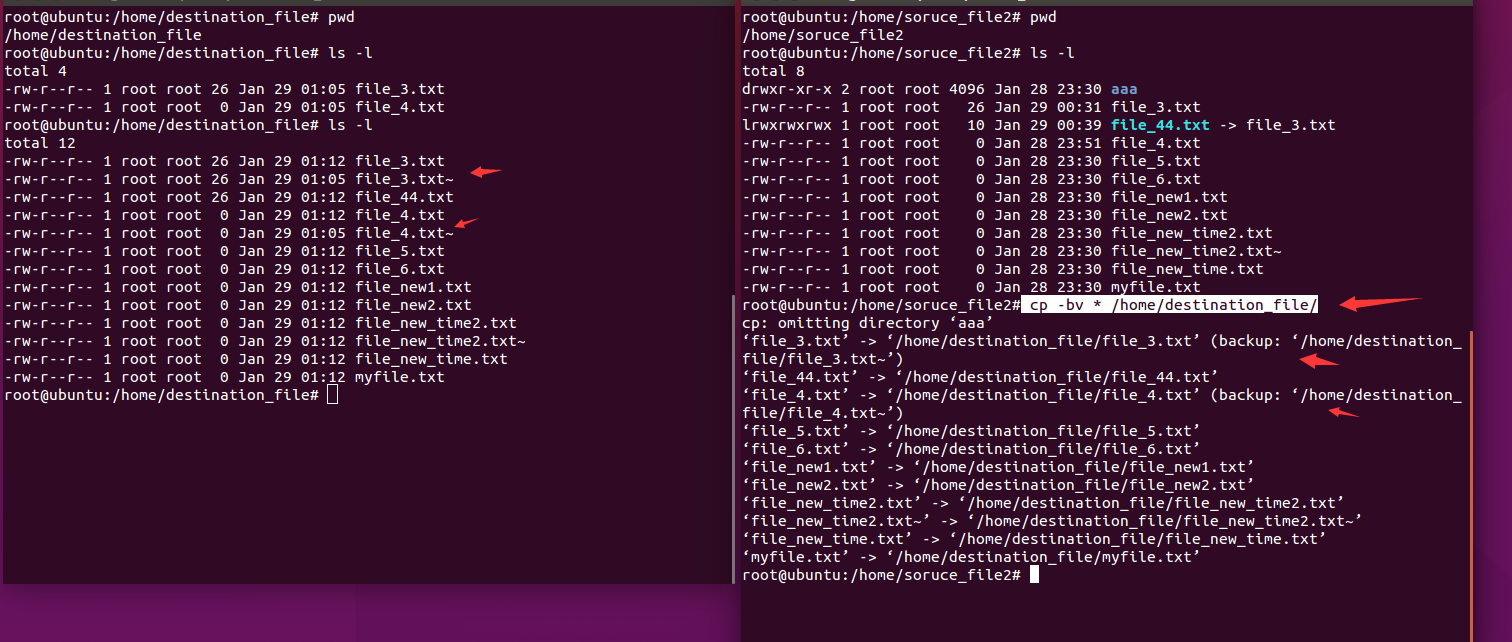 root@ubuntu:/home/destination_file# pwd
/home/destination_file
root@ubuntu:/home/destination_file# ls -l
total 4
-rw-r--r-- 1 root root 26 Jan 29 01:05 file_3.txt
-rw-r--r-- 1 root root  0 Jan 29 01:05 file_4.txt
root@ubuntu:/home/destination_file# ls -l
total 12
-rw-r--r-- 1 root root 26 Jan 29 01:12 file_3.txt
-rw-r--r-- 1 root root 26 Jan 29 01:05 file_3.txt~
-rw-r--r-- 1 root root 26 Jan 29 01:12 file_44.txt
-rw-r--r-- 1 root root  0 Jan 29 01:12 file_4.txt
-rw-r--r-- 1 root root  0 Jan 29 01:05 file_4.txt~
-rw-r--r-- 1 root root  0 Jan 29 01:12 file_5.txt
-rw-r--r-- 1 root root  0 Jan 29 01:12 file_6.txt
-rw-r--r-- 1 root root  0 Jan 29 01:12 file_new1.txt
-rw-r--r-- 1 root root  0 Jan 29 01:12 file_new2.txt
-rw-r--r-- 1 root root  0 Jan 29 01:12 file_new_time2.txt
-rw-r--r-- 1 root root  0 Jan 29 01:12 file_new_time2.txt~
-rw-r--r-- 1 root root  0 Jan 29 01:12 file_new_time.txt
-rw-r--r-- 1 root root  0 Jan 29 01:12 myfile.txt
root@ubuntu:/home/destination_file#
root@ubuntu:/home/soruce_file2# pwd
/home/soruce_file2
root@ubuntu:/home/soruce_file2# ls -l
total 8
drwxr-xr-x 2 root root 4096 Jan 28 23:30 aaa
-rw-r--r-- 1 root root   26 Jan 29 00:31 file_3.txt
lrwxrwxrwx 1 root root   10 Jan 29 00:39 file_44.txt -> file_3.txt
-rw-r--r-- 1 root root    0 Jan 28 23:51 file_4.txt
-rw-r--r-- 1 root root    0 Jan 28 23:30 file_5.txt
-rw-r--r-- 1 root root    0 Jan 28 23:30 file_6.txt
-rw-r--r-- 1 root root    0 Jan 28 23:30 file_new1.txt
-rw-r--r-- 1 root root    0 Jan 28 23:30 file_new2.txt
-rw-r--r-- 1 root root    0 Jan 28 23:30 file_new_time2.txt
-rw-r--r-- 1 root root    0 Jan 28 23:30 file_new_time2.txt~
-rw-r--r-- 1 root root    0 Jan 28 23:30 file_new_time.txt
-rw-r--r-- 1 root root    0 Jan 28 23:30 myfile.txt
root@ubuntu:/home/soruce_file2# cp -bv * /home/destination_file/
cp: omitting directory ‘aaa’
‘file_3.txt’ -> ‘/home/destination_file/file_3.txt’ (backup: ‘/home/destination_
file/file_3.txt~’)
‘file_44.txt’ -> ‘/home/destination_file/file_44.txt’
‘file_4.txt’ -> ‘/home/destination_file/file_4.txt’ (backup: ‘/home/destination_
file/file_4.txt~’)
‘file_5.txt’ -> ‘/home/destination_file/file_5.txt’
‘file_6.txt’ -> ‘/home/destination_file/file_6.txt’
‘file_new1.txt’ -> ‘/home/destination_file/file_new1.txt’
‘file_new2.txt’ -> ‘/home/destination_file/file_new2.txt’
‘file_new_time2.txt’ -> ‘/home/destination_file/file_new_time2.txt’
‘file_new_time2.txt~’ -> ‘/home/destination_file/file_new_time2.txt~’
‘file_new_time.txt’ -> ‘/home/destination_file/file_new_time.txt’
‘myfile.txt’ -> ‘/home/destination_file/myfile.txt’
root@ubuntu:/home/soruce_file2#